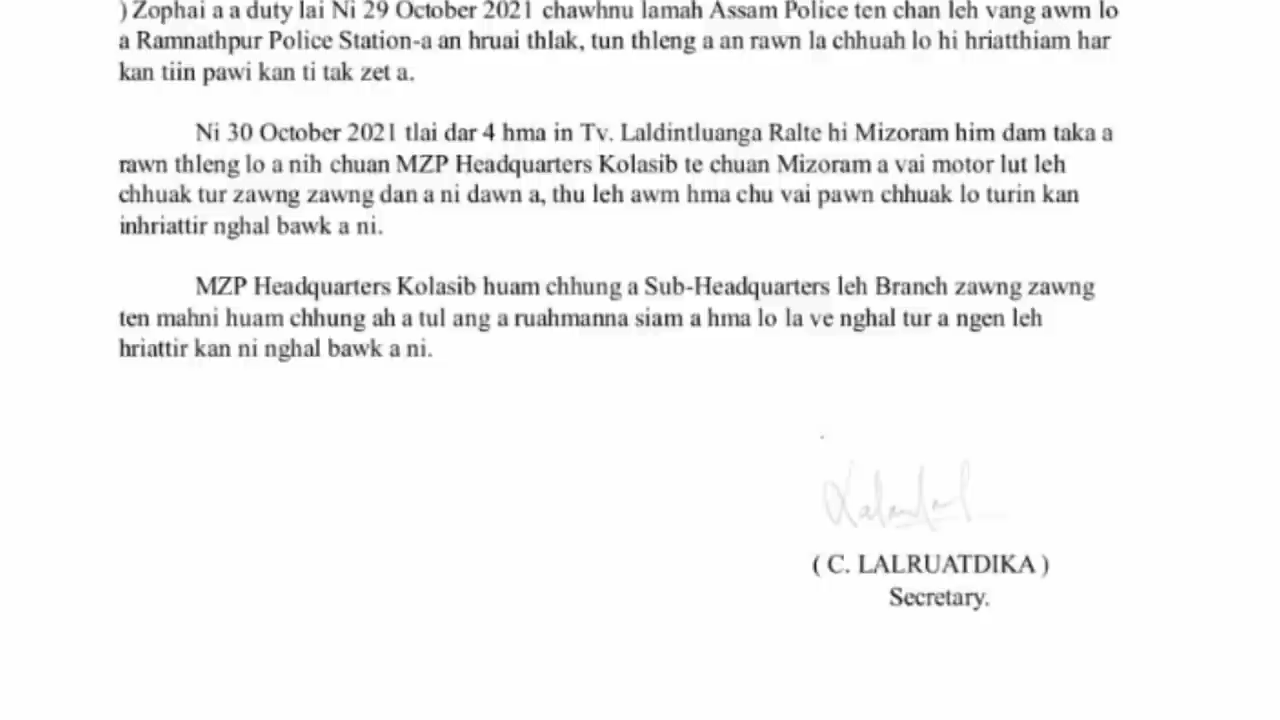 ) Zophai a a duty lai Ni 29 October 2021 chawhnu lamah Assam Police ten chan leh vang awm lo
a Ramnathpur Police Station-a an hruai thlak, tun thleng a an rawn la chhuah lo hi hriatthiam har
kan tiin pawi kan ti tak zet a.
Ni 30 October 2021 tlai dar 4 hma in Tv. Laldintluanga Ralte hi Mizoram him dam taka a
rawn thleng lo a nih chuan MZP Headquarters Kolasib te chuan Mizoram a vai motor lut leh
chhuak tur zawng zawng dan a ni dawn a, thu leh awm hma chu vai pawn chhuak lo turin kan
inhriattir nghal bawk a ni.
MZP Headquarters Kolasib huam chhung a Sub-Headquarters leh Branch zawng zawng
ten mahni huam chhung ah a tul ang a ruahmanna siam a hma lo la ve nghal tur a ngen leh
hriattir kan ni nghal bawk a ni.
( C. LALRUATDIKA )
Secretary.